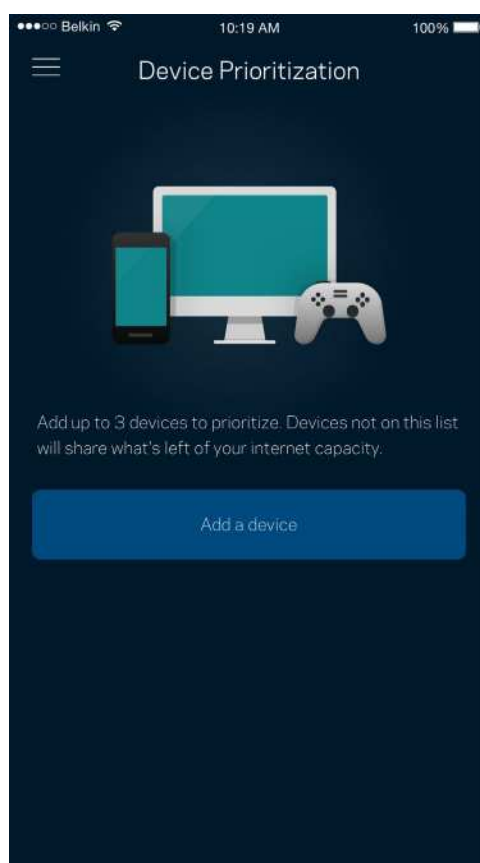 Belkin 10:19 AM 100%
Device Prioritization
Add up to 3 devices to prioritize. Devices not on this list
will share what's left of your internet capacity.
Add a device